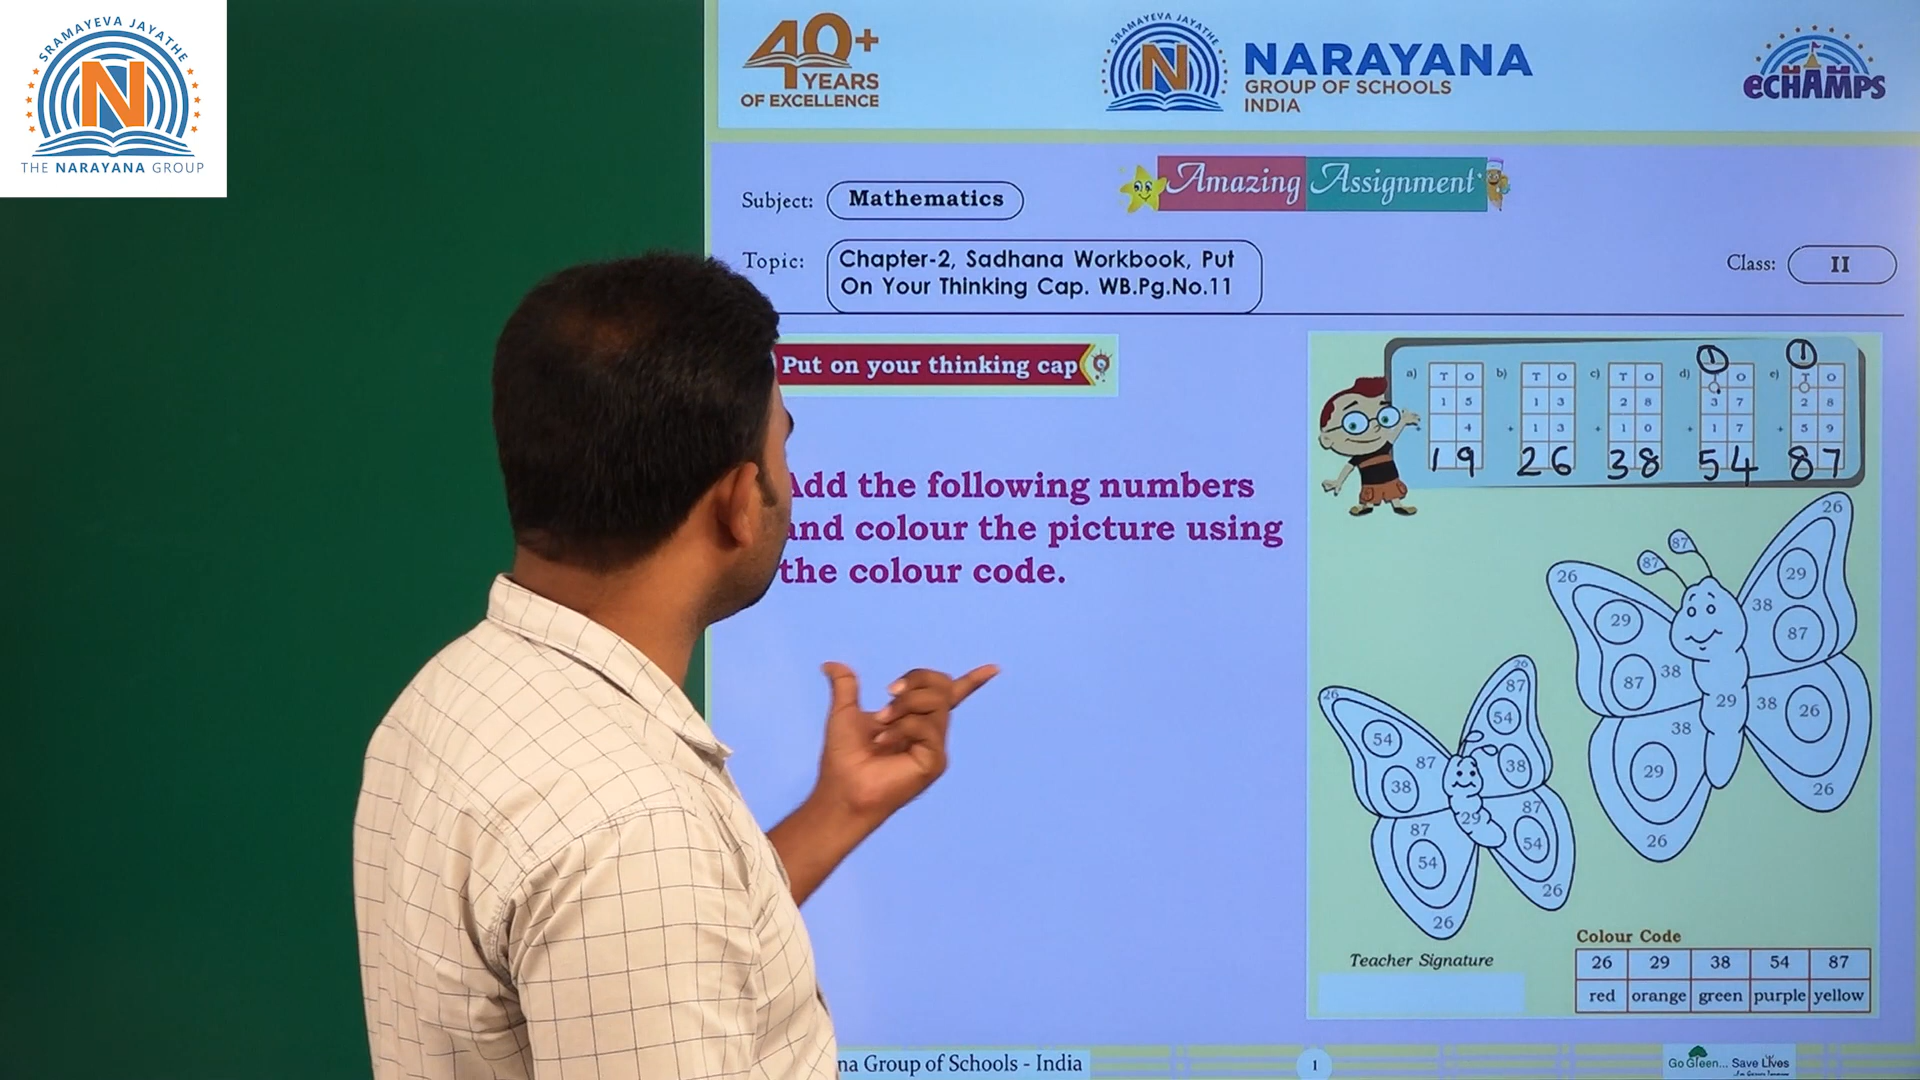 SRAMAYEVA JAYATHE
N
THE NARAYANA GROUP
40+
YEARS
OF EXCELLENCE
SRAMAYEVA JAYATHE
N
NARAYANA
GROUP OF SCHOOLS
INDIA
eCHAMPS
Amazing Assignment
Subject: Mathematics
Topic: Chapter-2, Sadhana Workbook, Put
On Your Thinking Cap. WB.Pg.No.11
Class: II
Put on your thinking cap
Add the following numbers
and colour the picture using
the colour code.
1 1
a) T O b) T O c) T O d) T O e) T O
1 5 1 3 2 8 3 7 2 8
4 + 1 3 + 1 0 + 1 7 + 5 9
19 26 38 54 87
26
87
87
26
29
38
29
87
38
87
29
38
26
38
29
26
26
26
26
87
54
54
87
38
38
87
29
87
54
54
26
26
Teacher Signature
Colour Code
26 29 38 54 87
red orange green purple yellow
na Group of Schools - India
1
Go Green... Save Lives